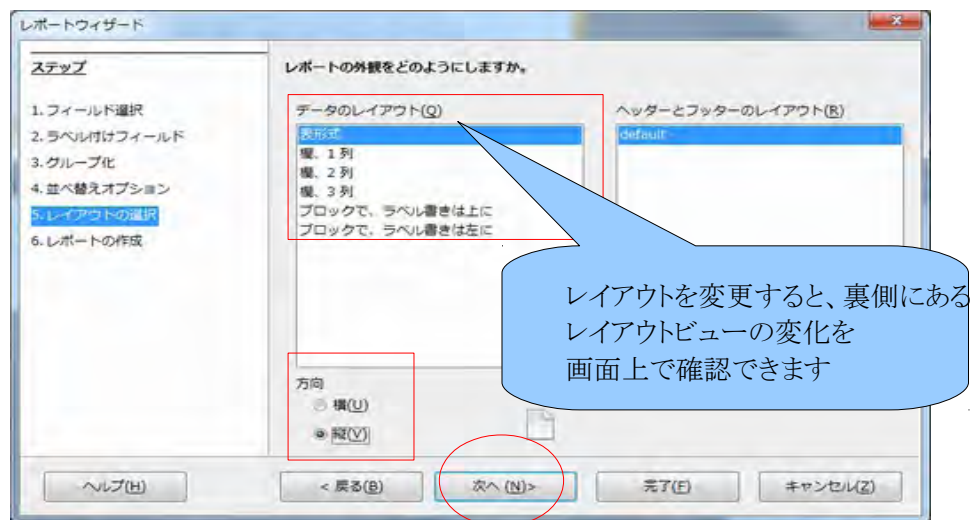 レポートウィザード
ステップ
1. フィールド選択
2. ラベル付けフィールド
3. グループ化
4. 並べ替えオプション
5. レイアウトの選択
6. レポートの作成
レポートの外観をどのようにしますか。
データのレイアウト(Q)
表形式
欄、1 列
欄、2 列
欄、3 列
ブロックで、ラベル書きは上に
ブロックで、ラベル書きは左に
ヘッダーとフッターのレイアウト(R)
default
レイアウトを変更すると、裏側にある
レイアウトビューの変化を
画面上で確認できます
方向
横(U)
縦(V)
ヘルプ(H)
< 戻る(B)
次へ (N)>
完了(F)
キャンセル(Z)